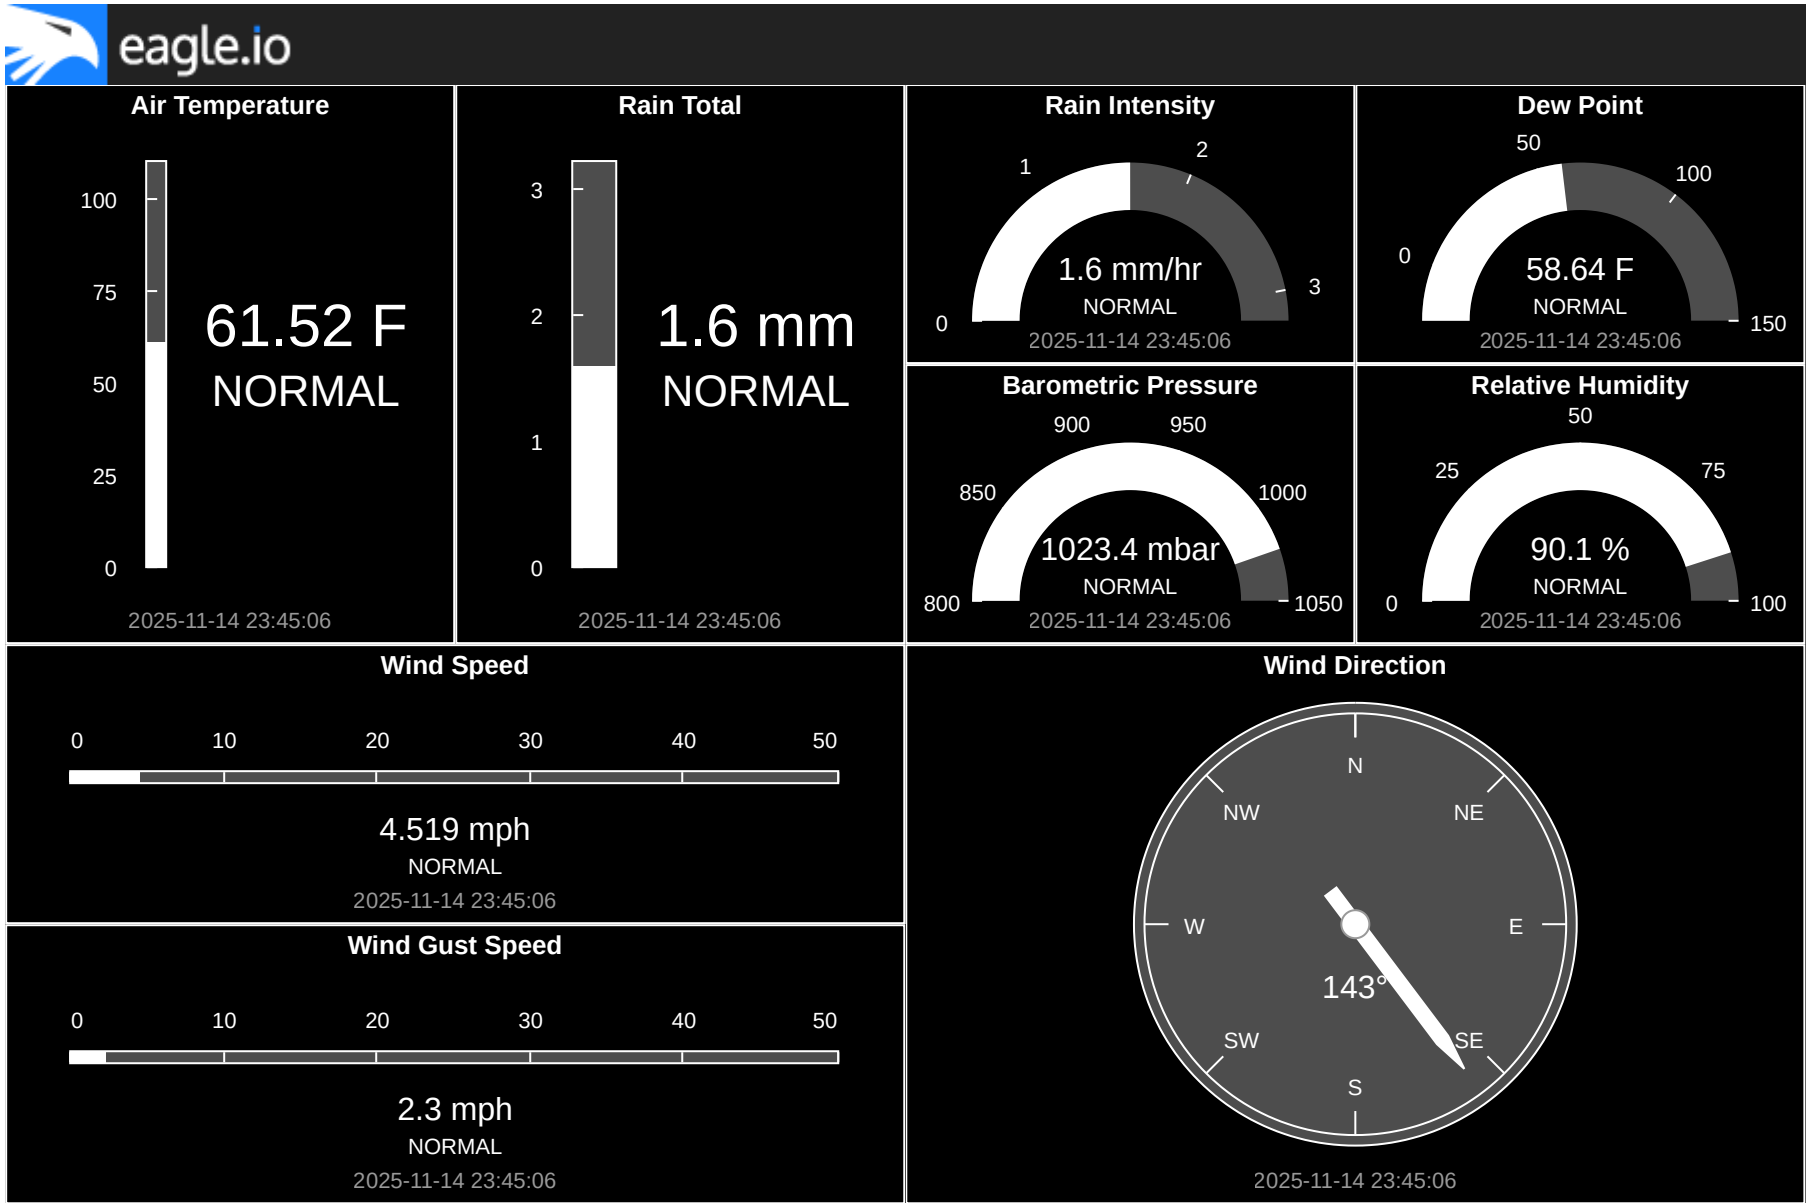 eagle.io
Air Temperature
100
75
50
25
0
61.52 F
NORMAL
2025-11-14 23:45:06
Rain Total
3
2
1
0
1.6 mm
NORMAL
2025-11-14 23:45:06
Rain Intensity
0
1
2
3
1.6 mm/hr
NORMAL
2025-11-14 23:45:06
Dew Point
0
50
100
150
58.64 F
NORMAL
2025-11-14 23:45:06
Barometric Pressure
800
850
900
950
1000
1050
1023.4 mbar
NORMAL
2025-11-14 23:45:06
Relative Humidity
0
25
50
75
100
90.1 %
NORMAL
2025-11-14 23:45:06
Wind Speed
0 10 20 30 40 50
4.519 mph
NORMAL
2025-11-14 23:45:06
Wind Gust Speed
0 10 20 30 40 50
2.3 mph
NORMAL
2025-11-14 23:45:06
Wind Direction
N
NW NE
W E
143°
SW SE
S
2025-11-14 23:45:06